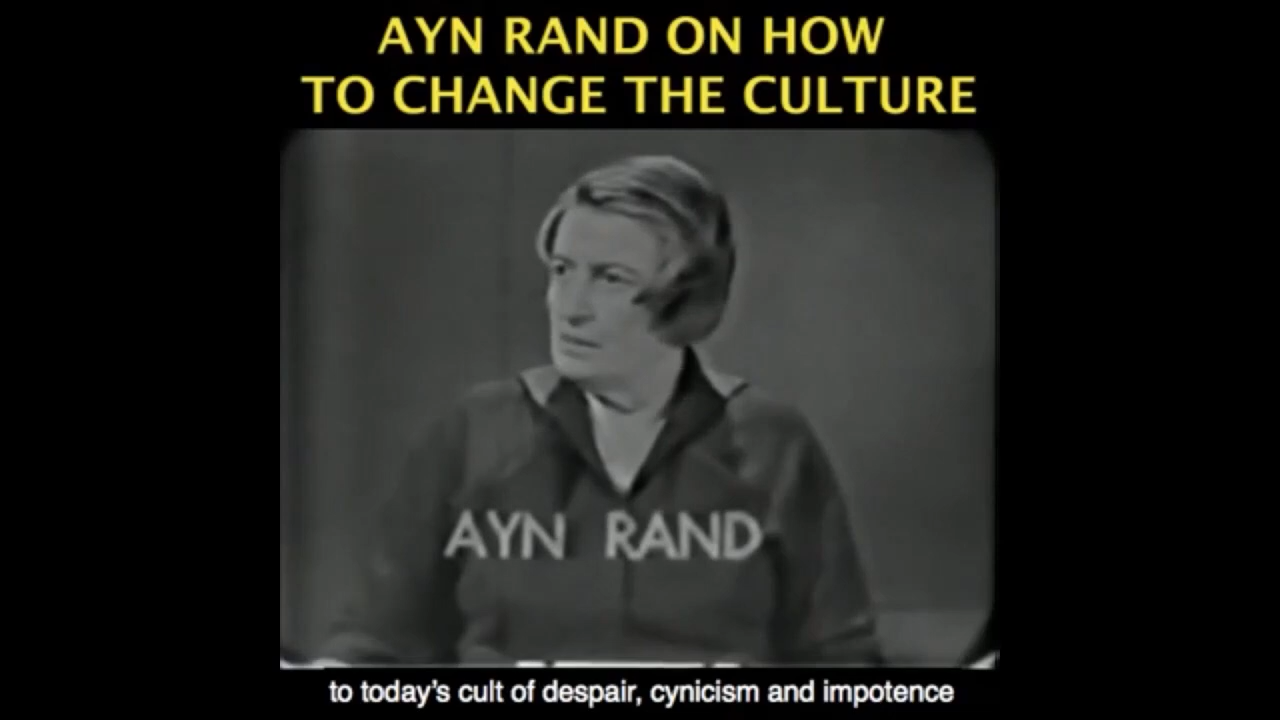 AYN RAND ON HOW
TO CHANGE THE CULTURE
AYN RAND
to today's cult of despair, cynicism and impotence